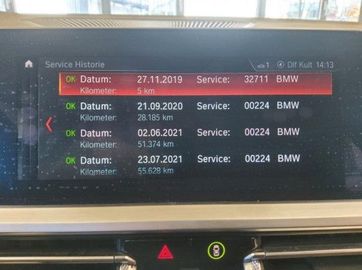 Service Historie
1 Dlf Kult 14:13
OK Datum: 27.11.2019 Service: 32711 BMW
Kilometer: 5 km
OK Datum: 21.09.2020 Service: 00224 BMW
Kilometer: 28.185 km
OK Datum: 02.06.2021 Service: 00224 BMW
Kilometer: 51.374 km
OK Datum: 23.07.2021 Service: 00224 BMW
Kilometer: 55.628 km